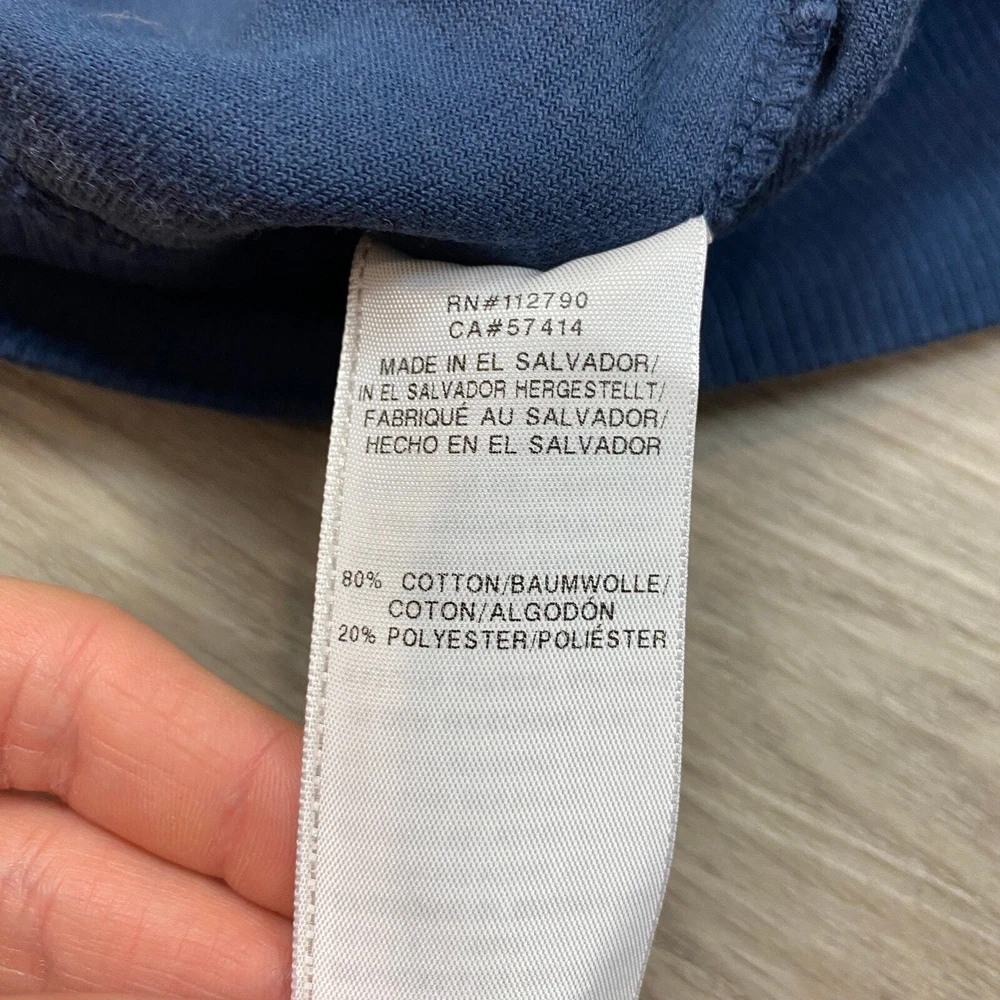 RN#112790
CA#57414
MADE IN EL SALVADOR/
IN EL SALVADOR HERGESTELLT/
FABRIQUÉ AU SALVADOR/
HECHO EN EL SALVADOR
80% COTTON/BAUMWOLLE/
COTON/ALGODÓN
20% POLYESTER/POLIÉSTER